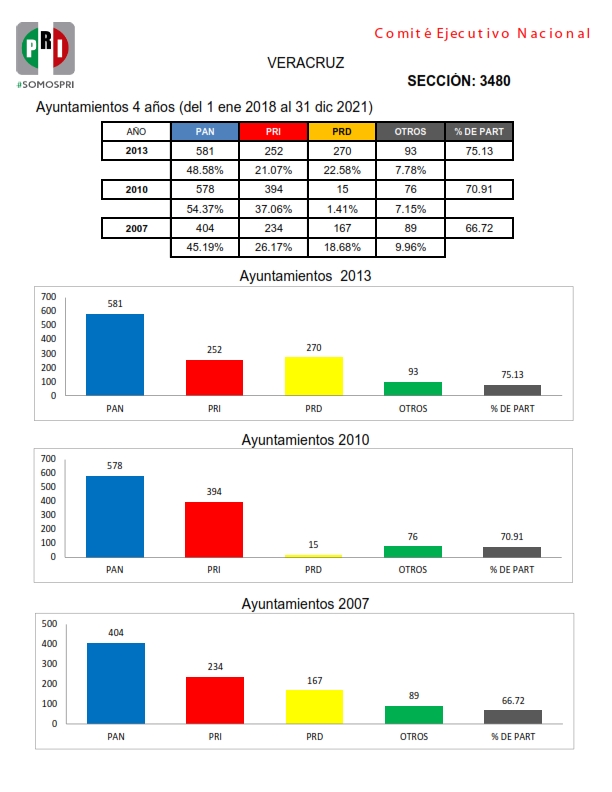 Comité Ejecutivo Nacional
PRI
#SOMOSPRI
VERACRUZ
SECCIÓN: 3480
Ayuntamientos 4 años (del 1 ene 2018 al 31 dic 2021)
AÑO PAN PRI PRD OTROS % DE PART
2013 581 252 270 93 75.13
48.58% 21.07% 22.58% 7.78%
2010 578 394 15 76 70.91
54.37% 37.06% 1.41% 7.15%
2007 404 234 167 89 66.72
45.19% 26.17% 18.68% 9.96%
Ayuntamientos 2013
700
600
500
400
300
200
100
0
581 252 270 93 75.13
PAN PRI PRD OTROS % DE PART
Ayuntamientos 2010
700
600
500
400
300
200
100
0
578 394 15 76 70.91
PAN PRI PRD OTROS % DE PART
Ayuntamientos 2007
500
400
300
200
100
0
404 234 167 89 66.72
PAN PRI PRD OTROS % DE PART